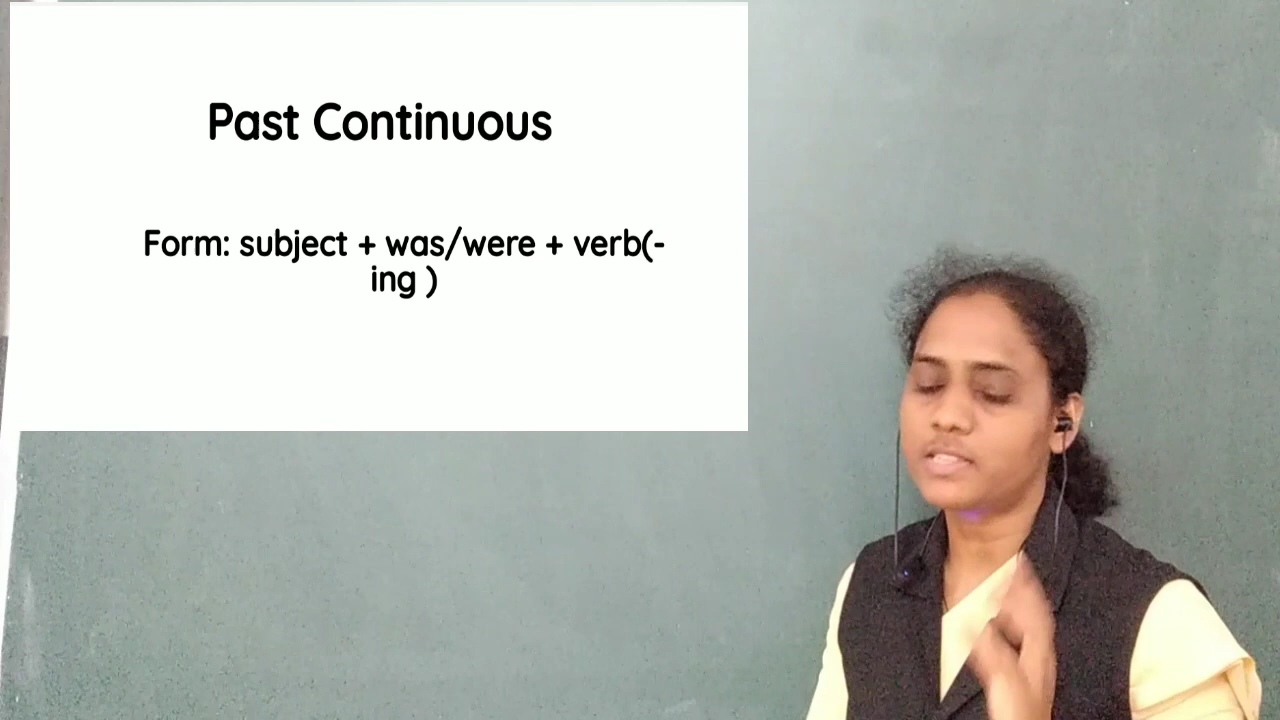 Past Continuous
Form: subject + was/were + verb(-
ing )